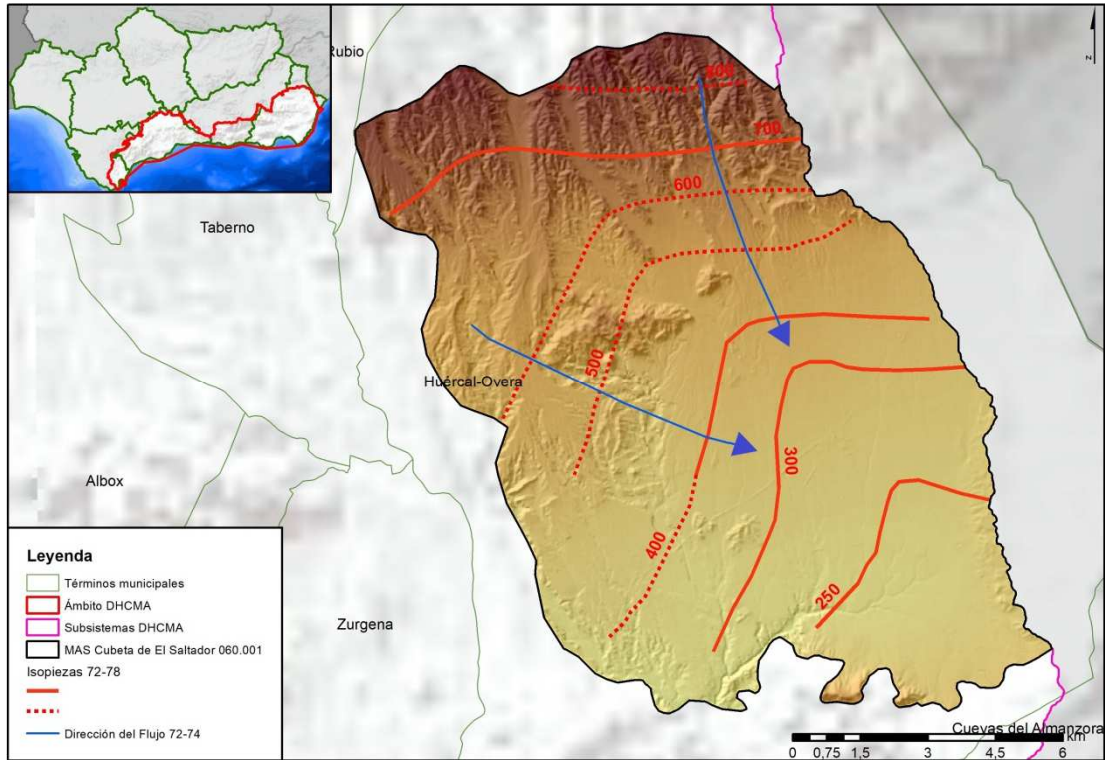 Rubio
800
700
600
Taberno
500
Huércal-Overa
300
Albox
400
250
Zurgena
Cuevas del Almanzora
Leyenda
Términos municipales
Ámbito DHCMA
Subsistemas DHCMA
MAS Cubeta de El Saltador 060.001
Isopiezas 72-78
Dirección del Flujo 72-74
km
0 0,75 1,5 3 4,5 6
z